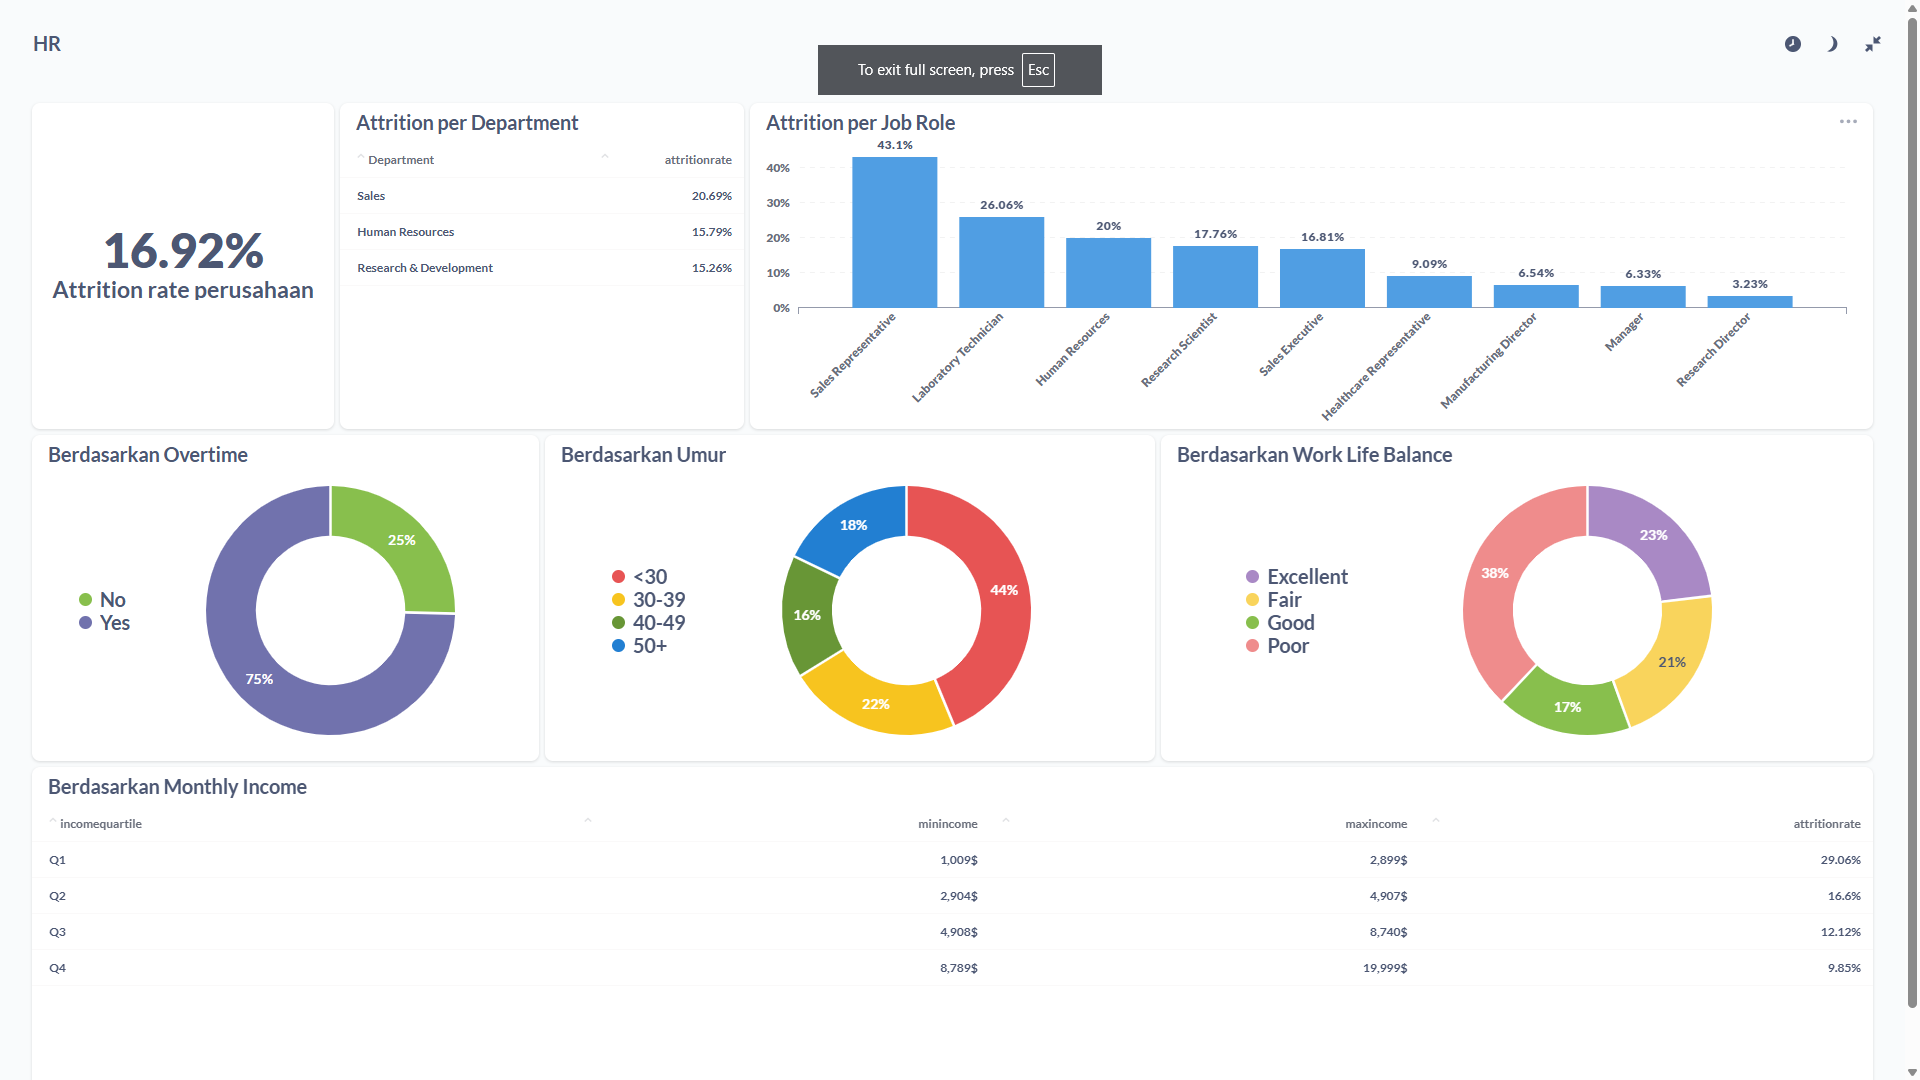 HR
To exit full screen, press Esc
16.92%
Attrition rate perusahaan
Attrition per Department
Department attritionrate
Sales 20.69%
Human Resources 15.79%
Research & Development 15.26%
Attrition per Job Role
43.1%
26.06%
20%
17.76%
16.81%
9.09%
6.54%
6.33%
3.23%
40%
30%
20%
10%
0%
Sales Representative
Laboratory Technician
Human Resources
Research Scientist
Sales Executive
Healthcare Representative
Manufacturing Director
Manager
Research Director
Berdasarkan Overtime
No
Yes
25%
75%
Berdasarkan Umur
<30
30-39
40-49
50+
18%
44%
16%
22%
Berdasarkan Work Life Balance
Excellent
Fair
Good
Poor
23%
38%
21%
17%
Berdasarkan Monthly Income
incomequartile minincome maxincome attritionrate
Q1 1,009$ 2,899$ 29.06%
Q2 2,904$ 4,907$ 16.6%
Q3 4,908$ 8,740$ 12.12%
Q4 8,789$ 19,999$ 9.85%